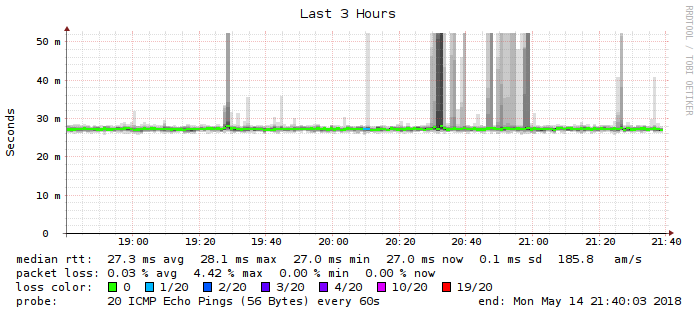 Last 3 Hours
RRDTOOL / TOBI OETIKER
Seconds
50 m
40 m
30 m
20 m
10 m
0
19:00 19:20 19:40 20:00 20:20 20:40 21:00 21:20 21:40
median rtt: 27.3 ms avg 28.1 ms max 27.0 ms min 27.0 ms now 0.1 ms sd 185.8 am/s
packet loss: 0.03 % avg 4.42 % max 0.00 % min 0.00 % now
loss color: 0 1/20 2/20 3/20 4/20 10/20 19/20
probe: 20 ICMP Echo Pings (56 Bytes) every 60s end: Mon May 14 21:40:03 2018